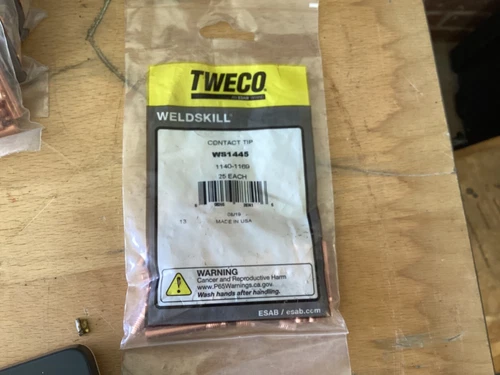 TWECO.
WELDSKILL
CONTACT TIP
WS1445
1140-1169
25 EACH
13
MADE IN USA
WARNING
Cancer and Reproductive Harm
www.P65Warnings.ca.gov
Wash hands after handling.
ESAB / esab.com